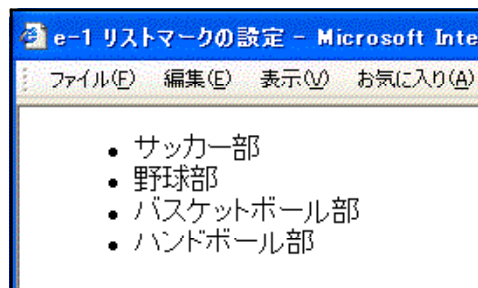 e-1 リストマークの設定 - Microsoft Inte
ファイル(F) 編集(E) 表示(V) お気に入り(A)
• サッカー部
• 野球部
• バスケットボール部
• ハンドボール部